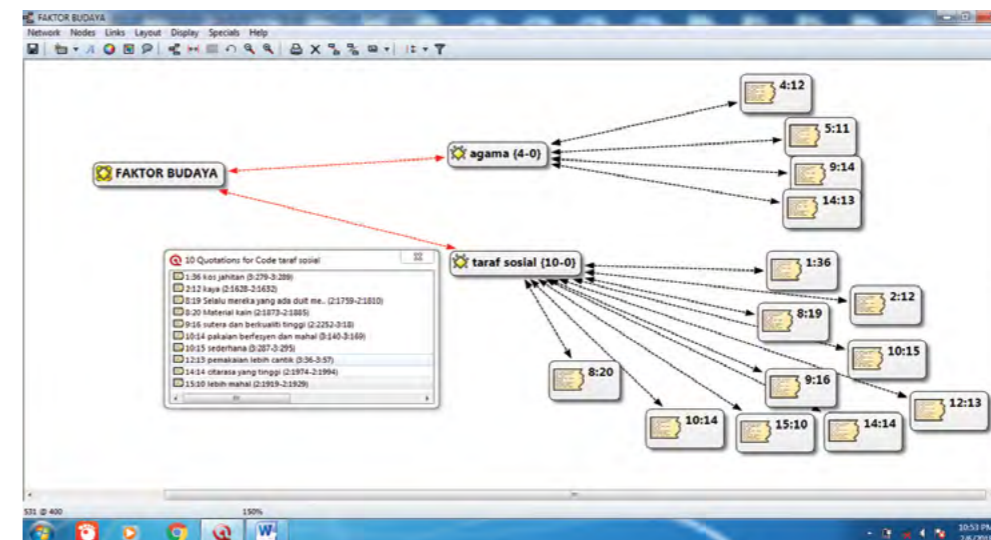 FAKTOR BUDAYA
Network Nodes Links Layout Display Specials Help
4:12
5:11
agama {4-0}
9:14
FAKTOR BUDAYA
14:13
10 Quotations for Code taraf sosial
taraf sosial {10-0}
1:36
1:36 kos jahitan (3:279-3:289)
2:12 kaya (2:1628-2:1632)
8:19 Selalu mereka yang ada duit me.. (2:1759-2:1810)
8:20 Material kain (2:1873-2:1885)
9:16 sutera dan berkualiti tinggi (2:2252-3:18)
10:14 pakaian berfesyen dan mahal (3:140-3:169)
10:15 sederhana (3:287-3:295)
12:13 pemakaian lebih cantik (3:36-3:57)
14:14 citarasa yang tinggi (2:1974-2:1994)
15:10 lebih mahal (2:1919-2:1929)
2:12
8:19
10:15
8:20
9:16
12:13
10:14
15:10
14:14
531 @ 400
150%
10:53 PM